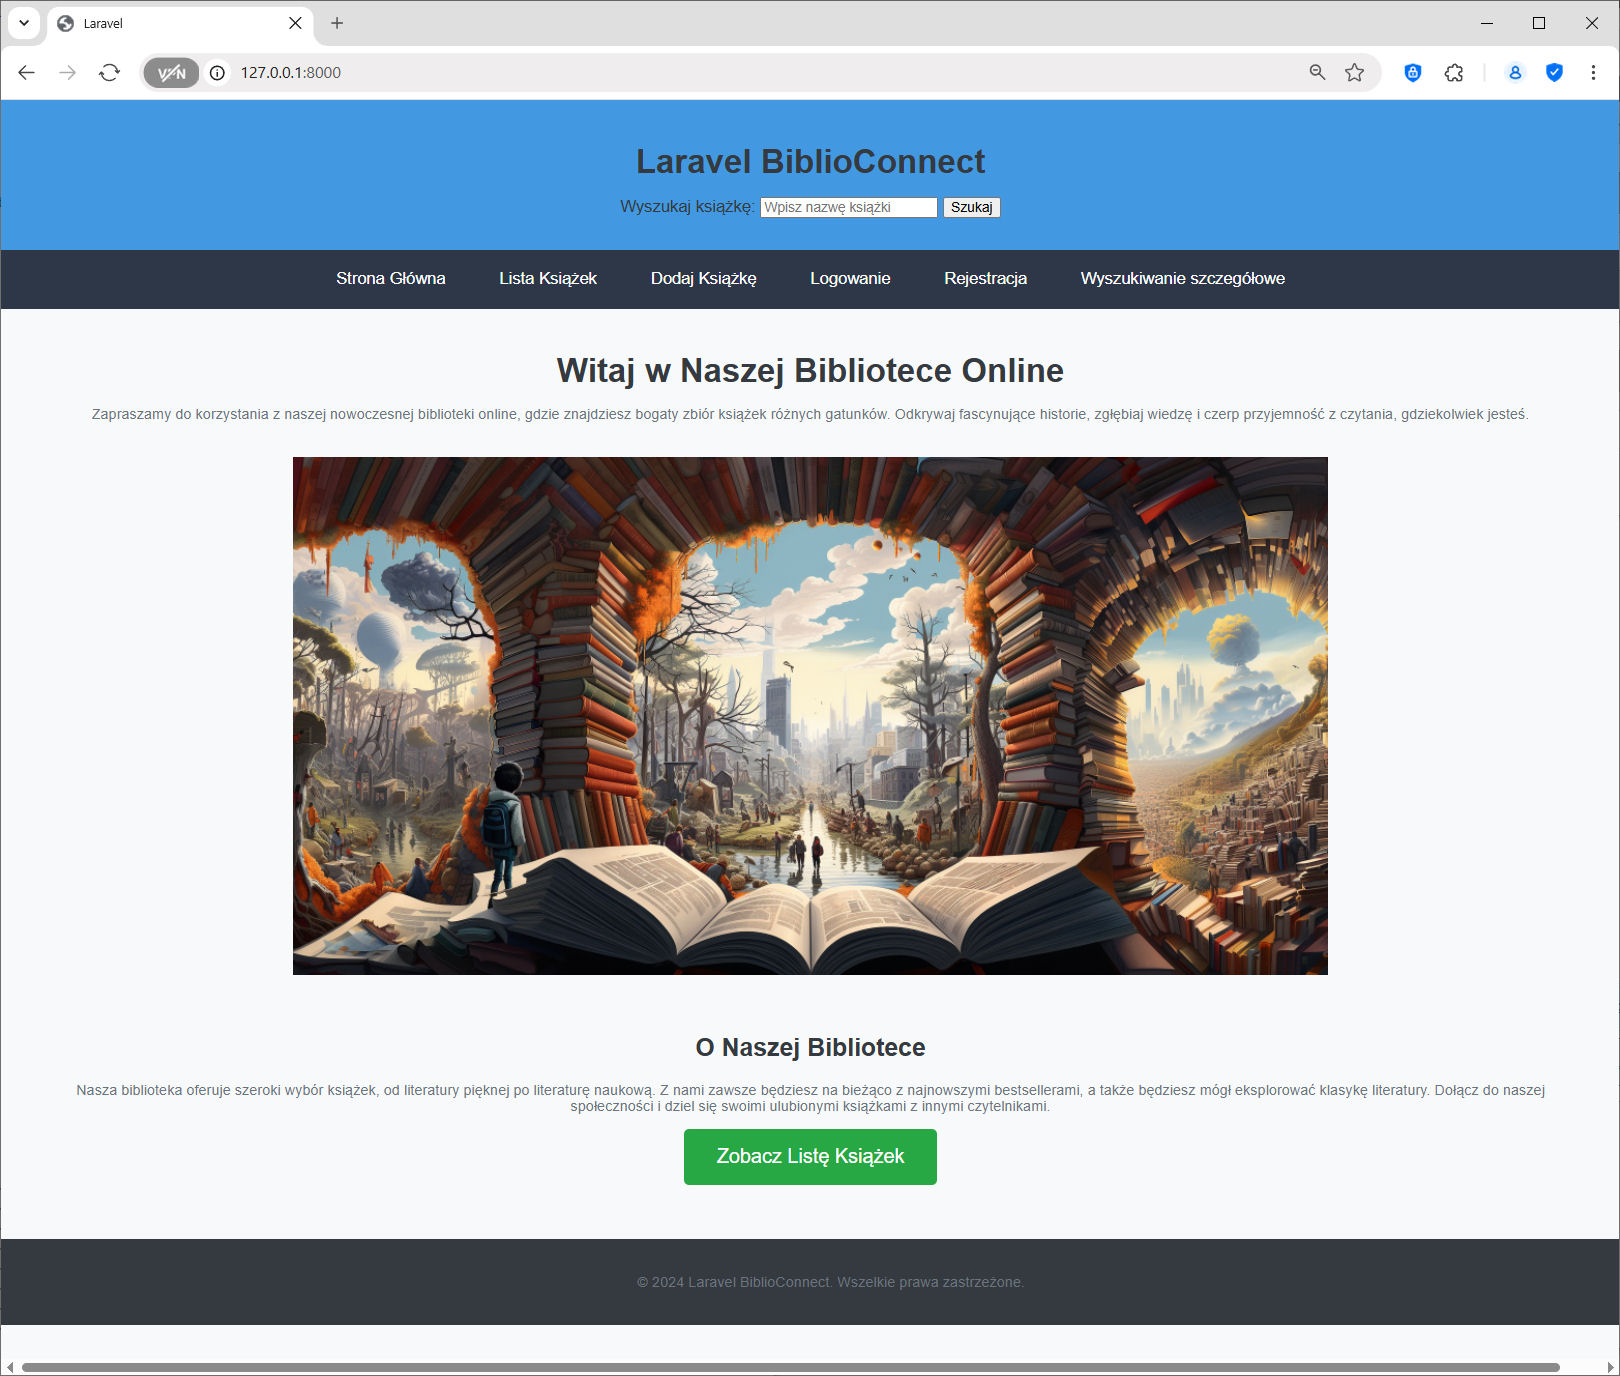 Laravel
VPN
127.0.0.1:8000
Laravel BiblioConnect
Wyszukaj książkę: Wpisz nazwę książki Szukaj
Strona Główna Lista Książek Dodaj Książkę Logowanie Rejestracja Wyszukiwanie szczegółowe
Witaj w Naszej Bibliotece Online
Zapraszamy do korzystania z naszej nowoczesnej biblioteki online, gdzie znajdziesz bogaty zbiór książek różnych gatunków. Odkrywaj fascynujące historie, zgłębiaj wiedzę i czerp przyjemność z czytania, gdziekolwiek jesteś.
O Naszej Bibliotece
Nasza biblioteka oferuje szeroki wybór książek, od literatury pięknej po literaturę naukową. Z nami zawsze będziesz na bieżąco z najnowszymi bestsellerami, a także będziesz mógł eksplorować klasykę literatury. Dołącz do naszej
społeczności i dziel się swoimi ulubionymi książkami z innymi czytelnikami.
Zobacz Listę Książek
© 2024 Laravel BiblioConnect. Wszelkie prawa zastrzeżone.